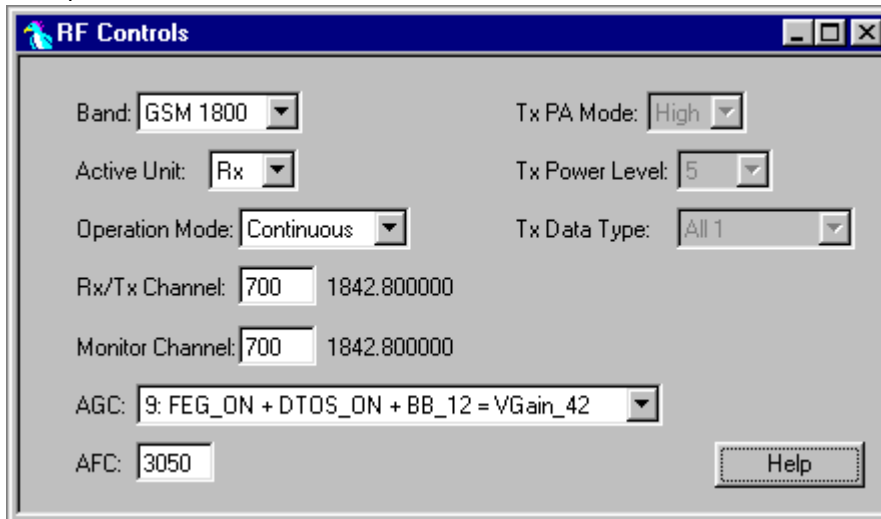 RF Controls
Band: GSM 1800
Tx PA Mode: High
Active Unit: Rx
Tx Power Level: 5
Operation Mode: Continuous
Tx Data Type: All 1
Rx/Tx Channel: 700 1842.800000
Monitor Channel: 700 1842.800000
AGC: 9: FEG_ON + DTOS_ON + BB_12 = VGain_42
AFC: 3050
Help